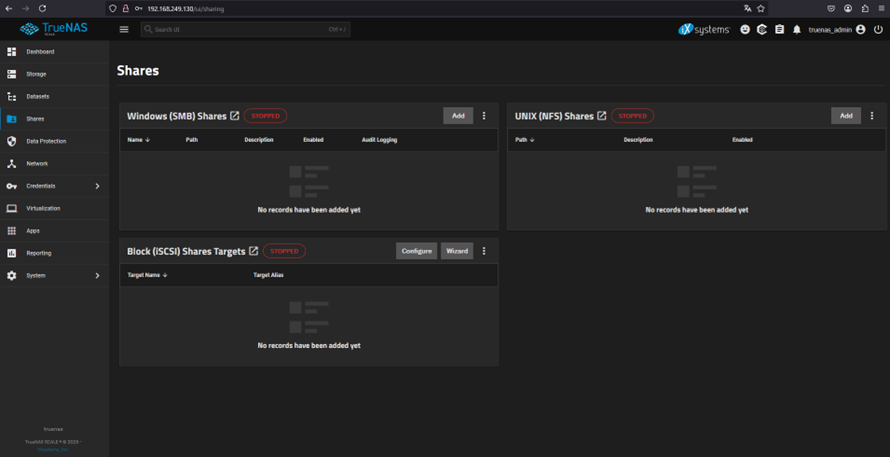 192.168.249.130/ui/sharing
TrueNAS
SCALE
Search UI
Ctrl + /
iX systems
truenas_admin
Dashboard
Storage
Datasets
Shares
Data Protection
Network
Credentials
Virtualization
Apps
Reporting
System
truenas
TrueNAS SCALE ® © 2025 -
Shares
Windows (SMB) Shares
STOPPED
Add
Name
Path
Description
Enabled
Audit Logging
No records have been added yet
UNIX (NFS) Shares
STOPPED
Add
Path
Description
Enabled
No records have been added yet
Block (iSCSI) Shares Targets
STOPPED
Configure
Wizard
Target Name
Target Alias
No records have been added yet